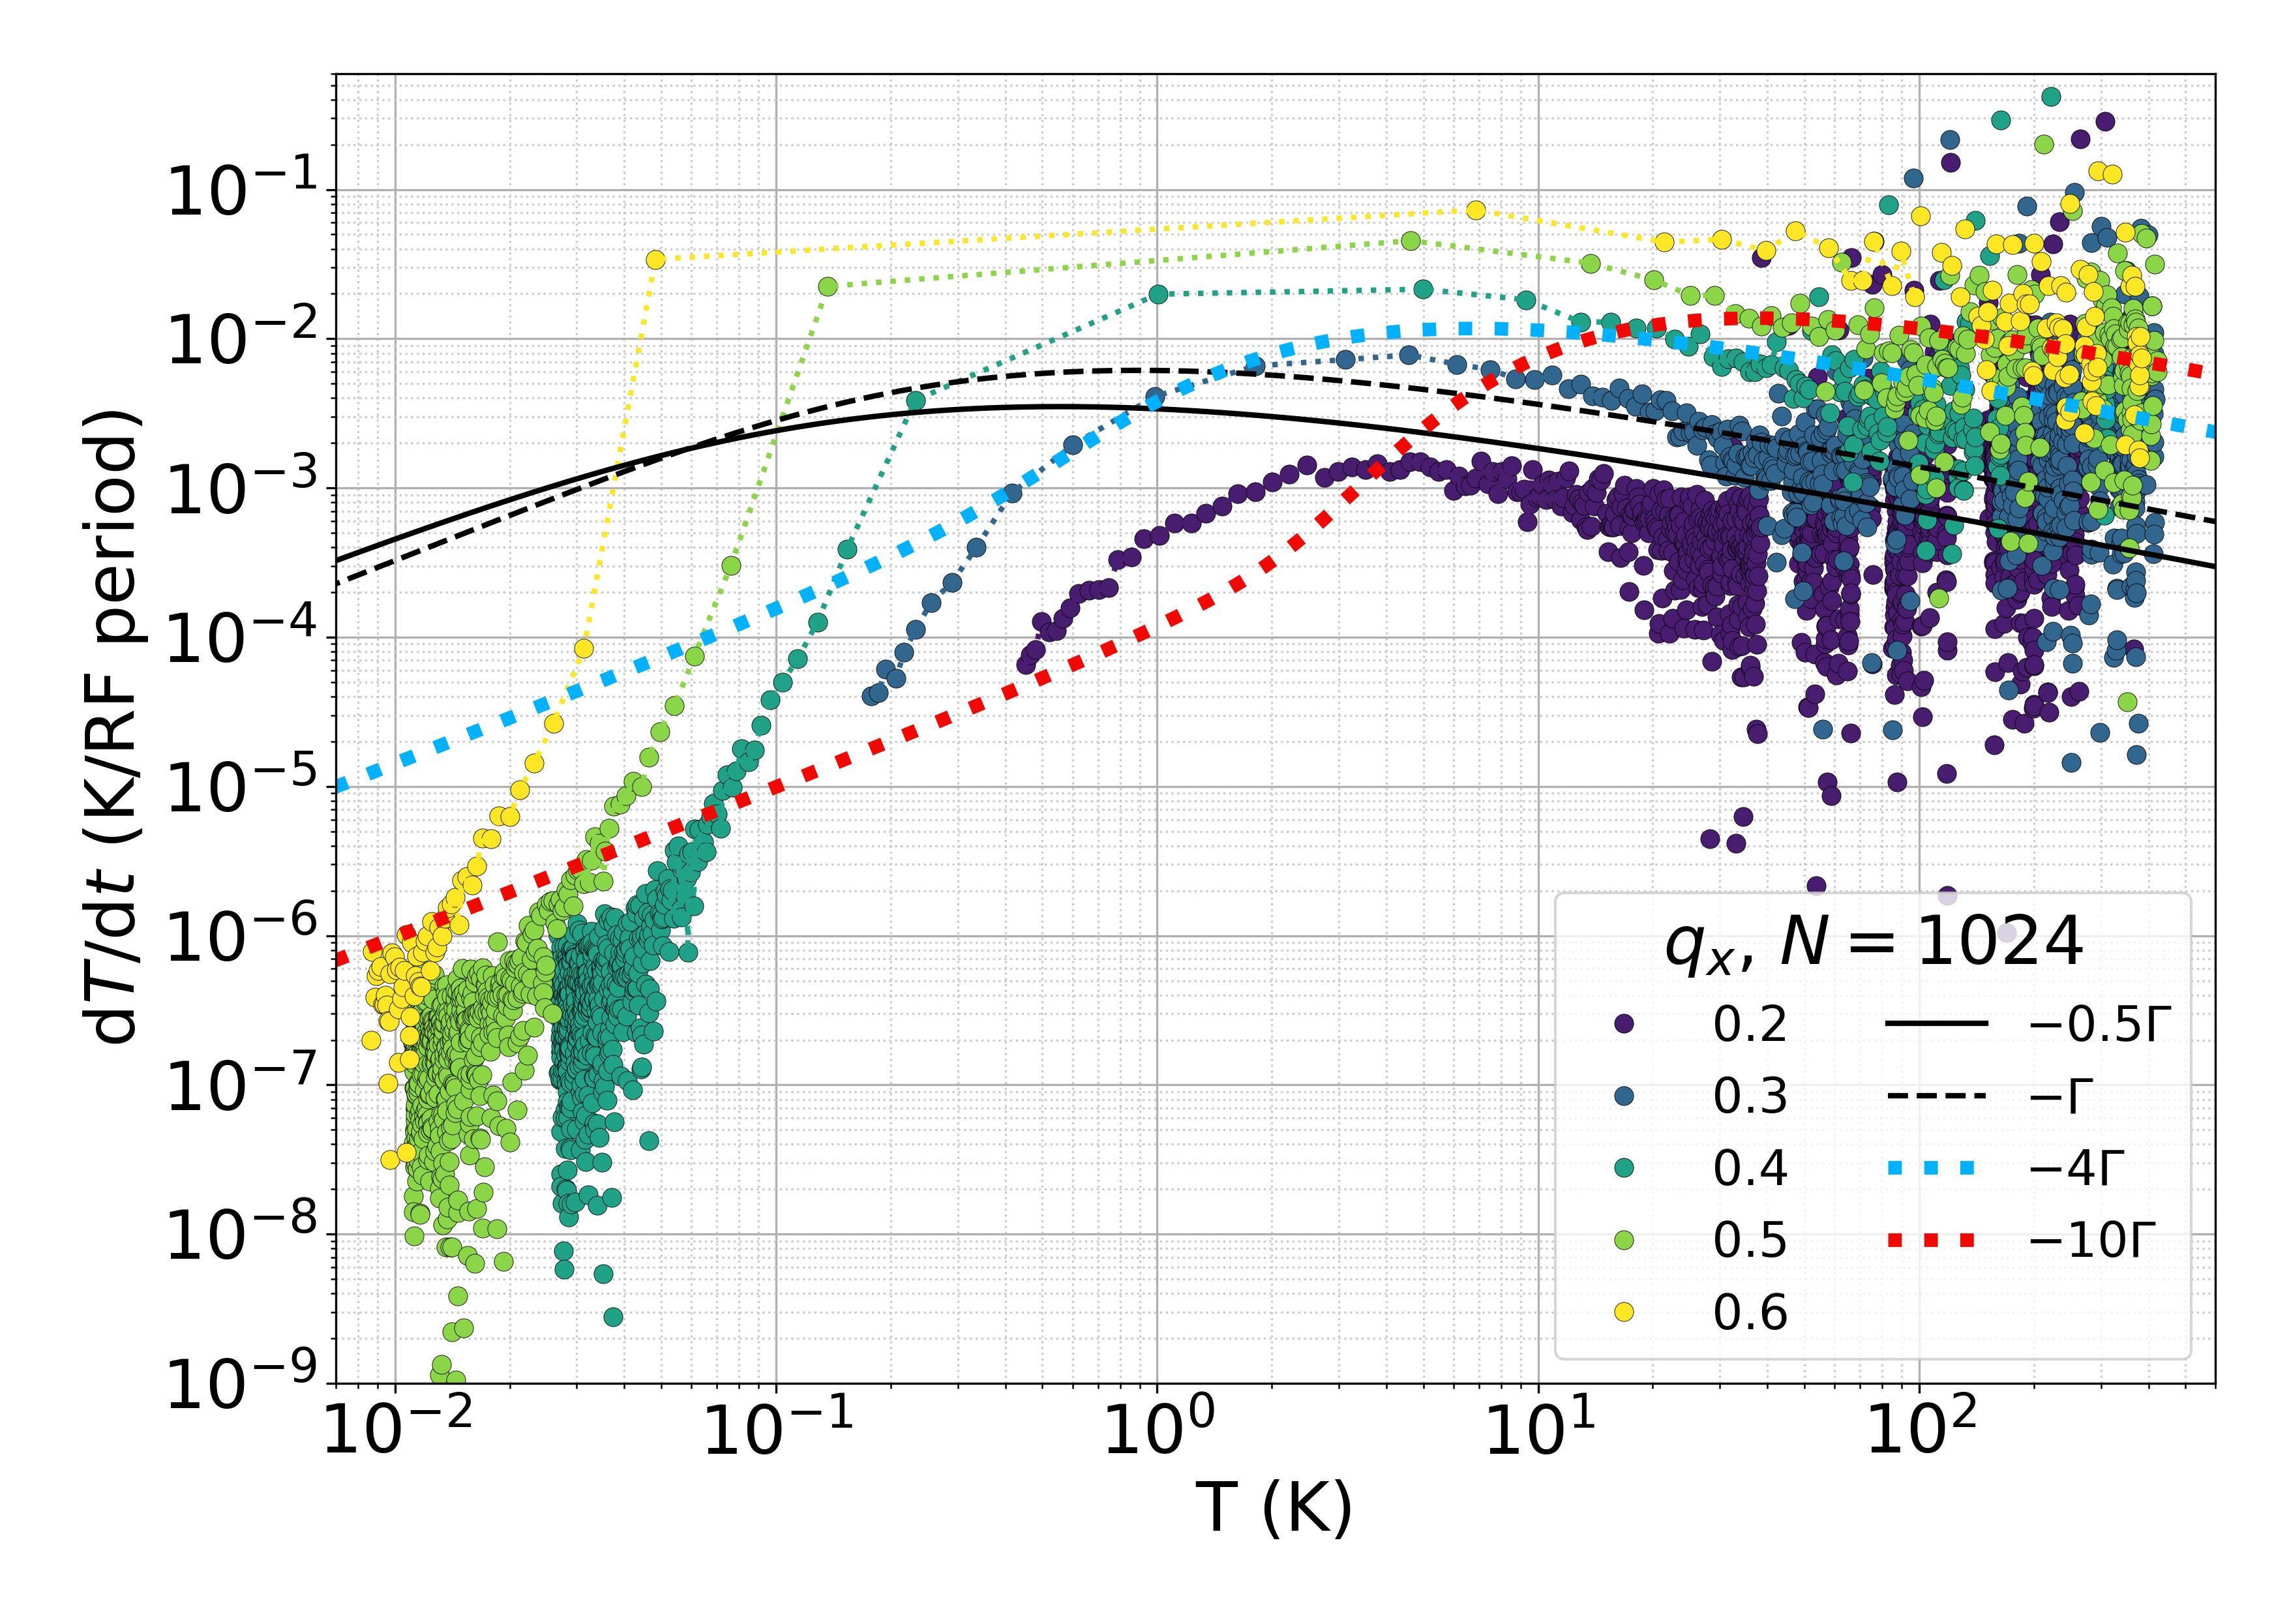 dT/dt (K/RF period)
10⁻¹
10⁻²
10⁻³
10⁻⁴
10⁻⁵
10⁻⁶
10⁻⁷
10⁻⁸
10⁻⁹
10⁻² 10⁻¹ 10⁰ 10¹ 10²
T (K)
qₓ, N = 1024
0.2 −0.5Γ
0.3 −Γ
0.4 −4Γ
0.5 −10Γ
0.6